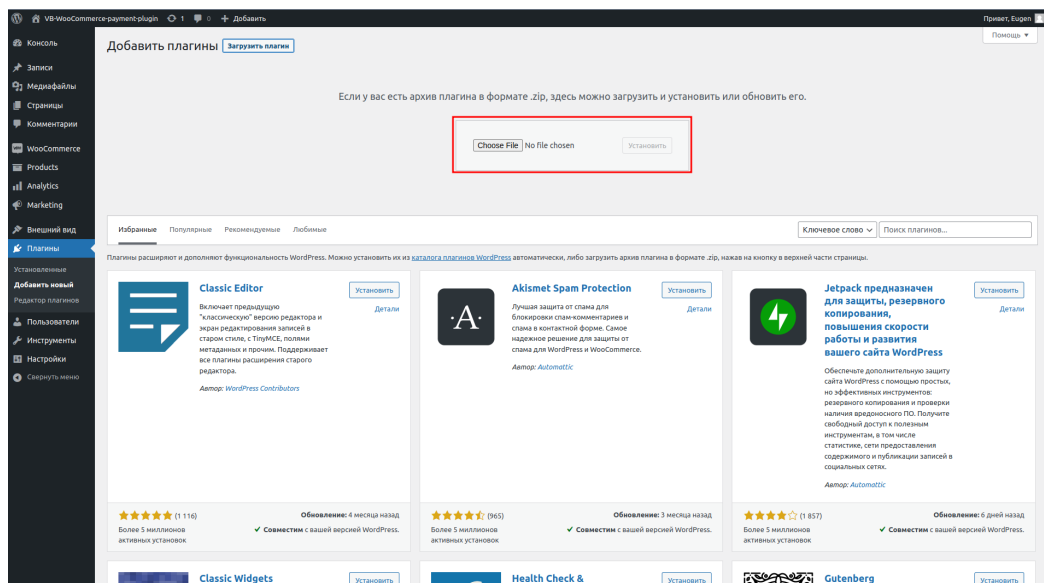 VB-WooCommerce-payment-plugin 1 0 + Добавить
Привет, Eugen
Помощь
Консоль
Записи
Медиафайлы
Страницы
Комментарии
WooCommerce
Products
Analytics
Marketing
Внешний вид
Плагины
Установленные
Добавить новый
Редактор плагинов
Пользователи
Инструменты
Настройки
Свернуть меню
Добавить плагины
Загрузить плагин
Если у вас есть архив плагина в формате .zip, здесь можно загрузить и установить или обновить его.
Choose File No file chosen
Установить
Избранные Популярные Рекомендуемые Любимые
Ключевое слово
Поиск плагинов...
Плагины расширяют и дополняют функциональность WordPress. Можно установить их из каталога плагинов WordPress автоматически, либо загрузить архив плагина в формате .zip, нажав на кнопку в верхней части страницы.
Classic Editor
Установить
Детали
Включает предыдущую
"классическую" версию редактора и
экран редактирования записей в
старом стиле, с TinyMCE, полями
метаданных и прочим. Поддерживает
все плагины расширения старого
редактора.
Автор: WordPress Contributors
(1 116)
Более 5 миллионов
активных установок
Обновление: 4 месяца назад
Совместим с вашей версией WordPress.
·A·
Akismet Spam Protection
Установить
Детали
Лучшая защита от спама для
блокировки спам-комментариев и
спама в контактной форме. Самое
надежное решение для защиты от
спама для WordPress и WooCommerce.
Автор: Automattic
(965)
Более 5 миллионов
активных установок
Обновление: 3 месяца назад
Совместим с вашей версией WordPress.
Jetpack предназначен
для защиты, резервного
копирования,
повышения скорости
работы и развития
вашего сайта WordPress
Установить
Детали
Обеспечьте дополнительную защиту
сайта WordPress с помощью простых,
но эффективных инструментов:
резервного копирования и проверки
наличия вредоносного ПО. Получите
свободный доступ к полезным
инструментам, в том числе
статистике, сети предоставления
содержимого и публикации записей в
социальных сетях.
Автор: Automattic
(1 857)
Более 5 миллионов
активных установок
Обновление: 6 дней назад
Совместим с вашей версией WordPress.
Classic Widgets
Установить
Health Check &
Установить
Gutenberg
Установить